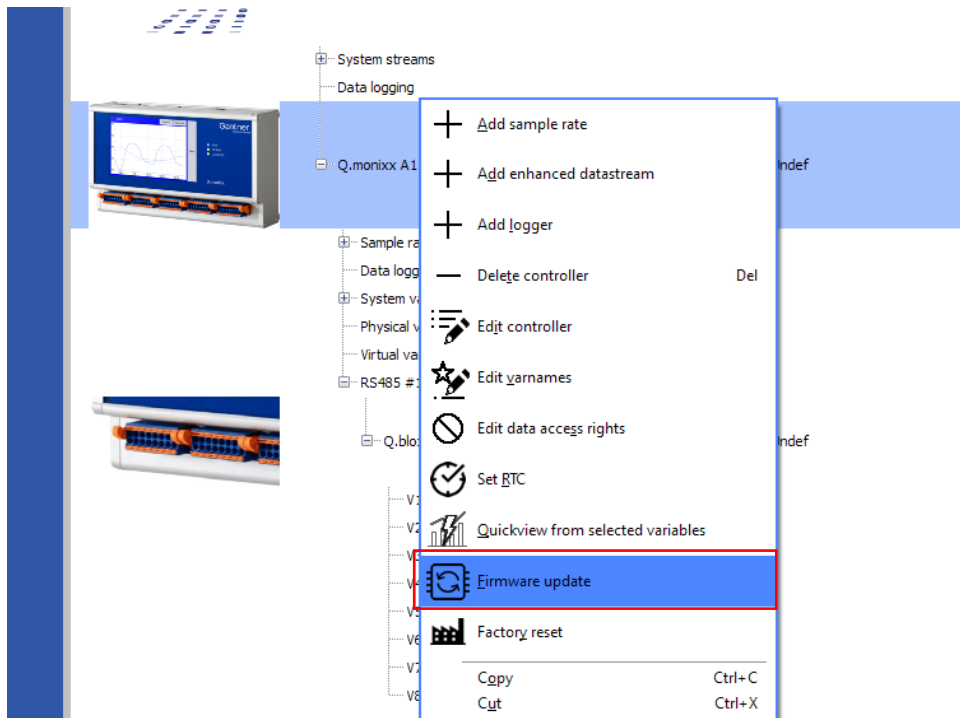 System streams
Data logging
Gantner
Q.monixx A1
Undef
Add sample rate
Add enhanced datastream
Add logger
Delete controller Del
Edit controller
Edit varnames
Edit data access rights
Set RTC
Quickview from selected variables
Firmware update
Factory reset
Copy Ctrl+C
Cut Ctrl+X
Sample ra
Data logg
System va
Physical v
Virtual va
RS485 #1
Q.blo
Undef
V1
V2
V3
V4
V5
V6
V7
V8